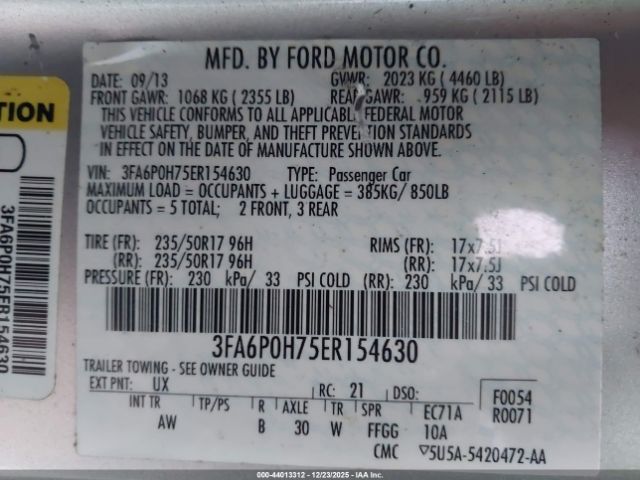 MFD. BY FORD MOTOR CO.
DATE: 09/13 GVWR: 2023 KG ( 4460 LB)
FRONT GAWR: 1068 KG ( 2355 LB) REAR GAWR: 959 KG ( 2115 LB)
THIS VEHICLE CONFORMS TO ALL APPLICABLE FEDERAL MOTOR
VEHICLE SAFETY, BUMPER, AND THEFT PREVENTION STANDARDS
IN EFFECT ON THE DATE OF MANUFACTURE SHOWN ABOVE.
VIN: 3FA6P0H75ER154630 TYPE: Passenger Car
MAXIMUM LOAD = OCCUPANTS + LUGGAGE = 385KG/ 850LB
OCCUPANTS = 5 TOTAL; 2 FRONT, 3 REAR
TIRE (FR): 235/50R17 96H RIMS (FR): 17x7.5J
(RR): 235/50R17 96H (RR): 17x7.5J
PRESSURE (FR): 230 kPa/ 33 PSI COLD (RR): 230 kPa/ 33 PSI COLD
3FA6P0H75ER154630
TRAILER TOWING - SEE OWNER GUIDE
EXT PNT: UX RC: 21 DSO: F0054
INT TR TP/PS R AXLE TR SPR EC71A R0071
AW B 30 W FFGG 10A
CMC ▽5U5A-5420472-AA
TION
3FA6P0H75ER154630
000-44013312 - 12/23/2025 - IAAI.COM